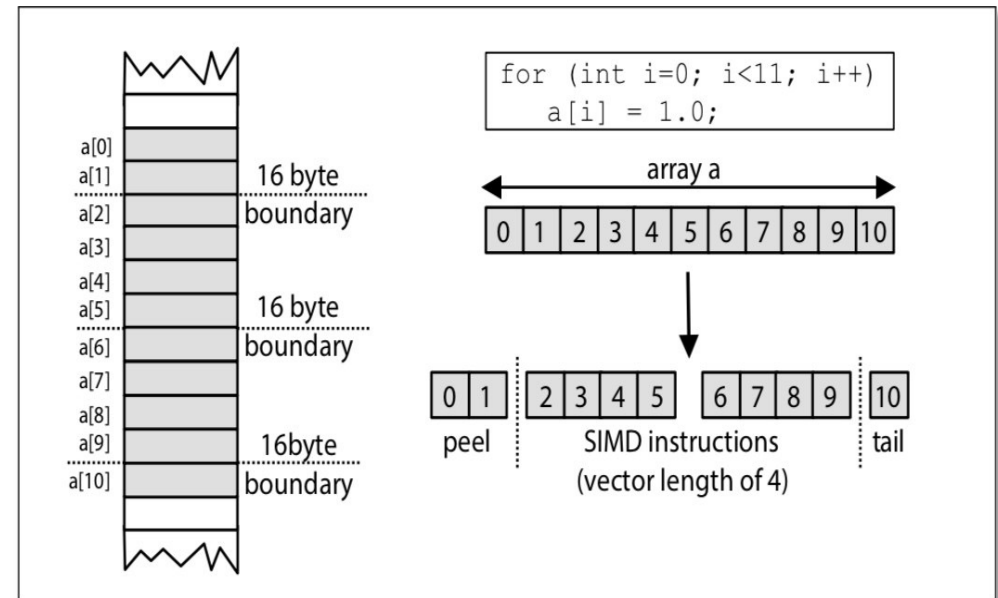 a[0]
a[1]
16 byte
a[2]
boundary
a[3]
a[4]
a[5]
16 byte
a[6]
boundary
a[7]
a[8]
a[9]
16byte
a[10]
boundary
for (int i=0; i<11; i++)
a[i] = 1.0;
array a
0 1 2 3 4 5 6 7 8 9 10
0 1 2 3 4 5 6 7 8 9 10
peel SIMD instructions tail
(vector length of 4)